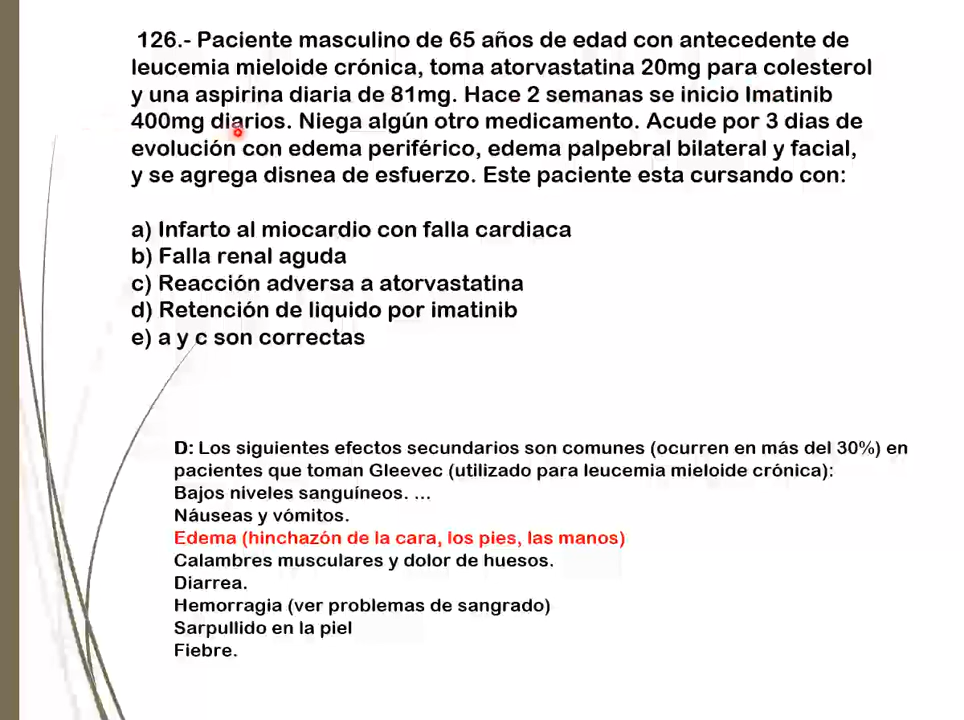 126.- Paciente masculino de 65 años de edad con antecedente de
leucemia mieloide crónica, toma atorvastatina 20mg para colesterol
y una aspirina diaria de 81mg. Hace 2 semanas se inicio Imatinib
400mg diarios. Niega algún otro medicamento. Acude por 3 dias de
evolución con edema periférico, edema palpebral bilateral y facial,
y se agrega disnea de esfuerzo. Este paciente esta cursando con:
a) Infarto al miocardio con falla cardiaca
b) Falla renal aguda
c) Reacción adversa a atorvastatina
d) Retención de liquido por imatinib
e) a y c son correctas
D: Los siguientes efectos secundarios son comunes (ocurren en más del 30%) en
pacientes que toman Gleevec (utilizado para leucemia mieloide crónica):
Bajos niveles sanguíneos. ...
Náuseas y vómitos.
Edema (hinchazón de la cara, los pies, las manos)
Calambres musculares y dolor de huesos.
Diarrea.
Hemorragia (ver problemas de sangrado)
Sarpullido en la piel
Fiebre.